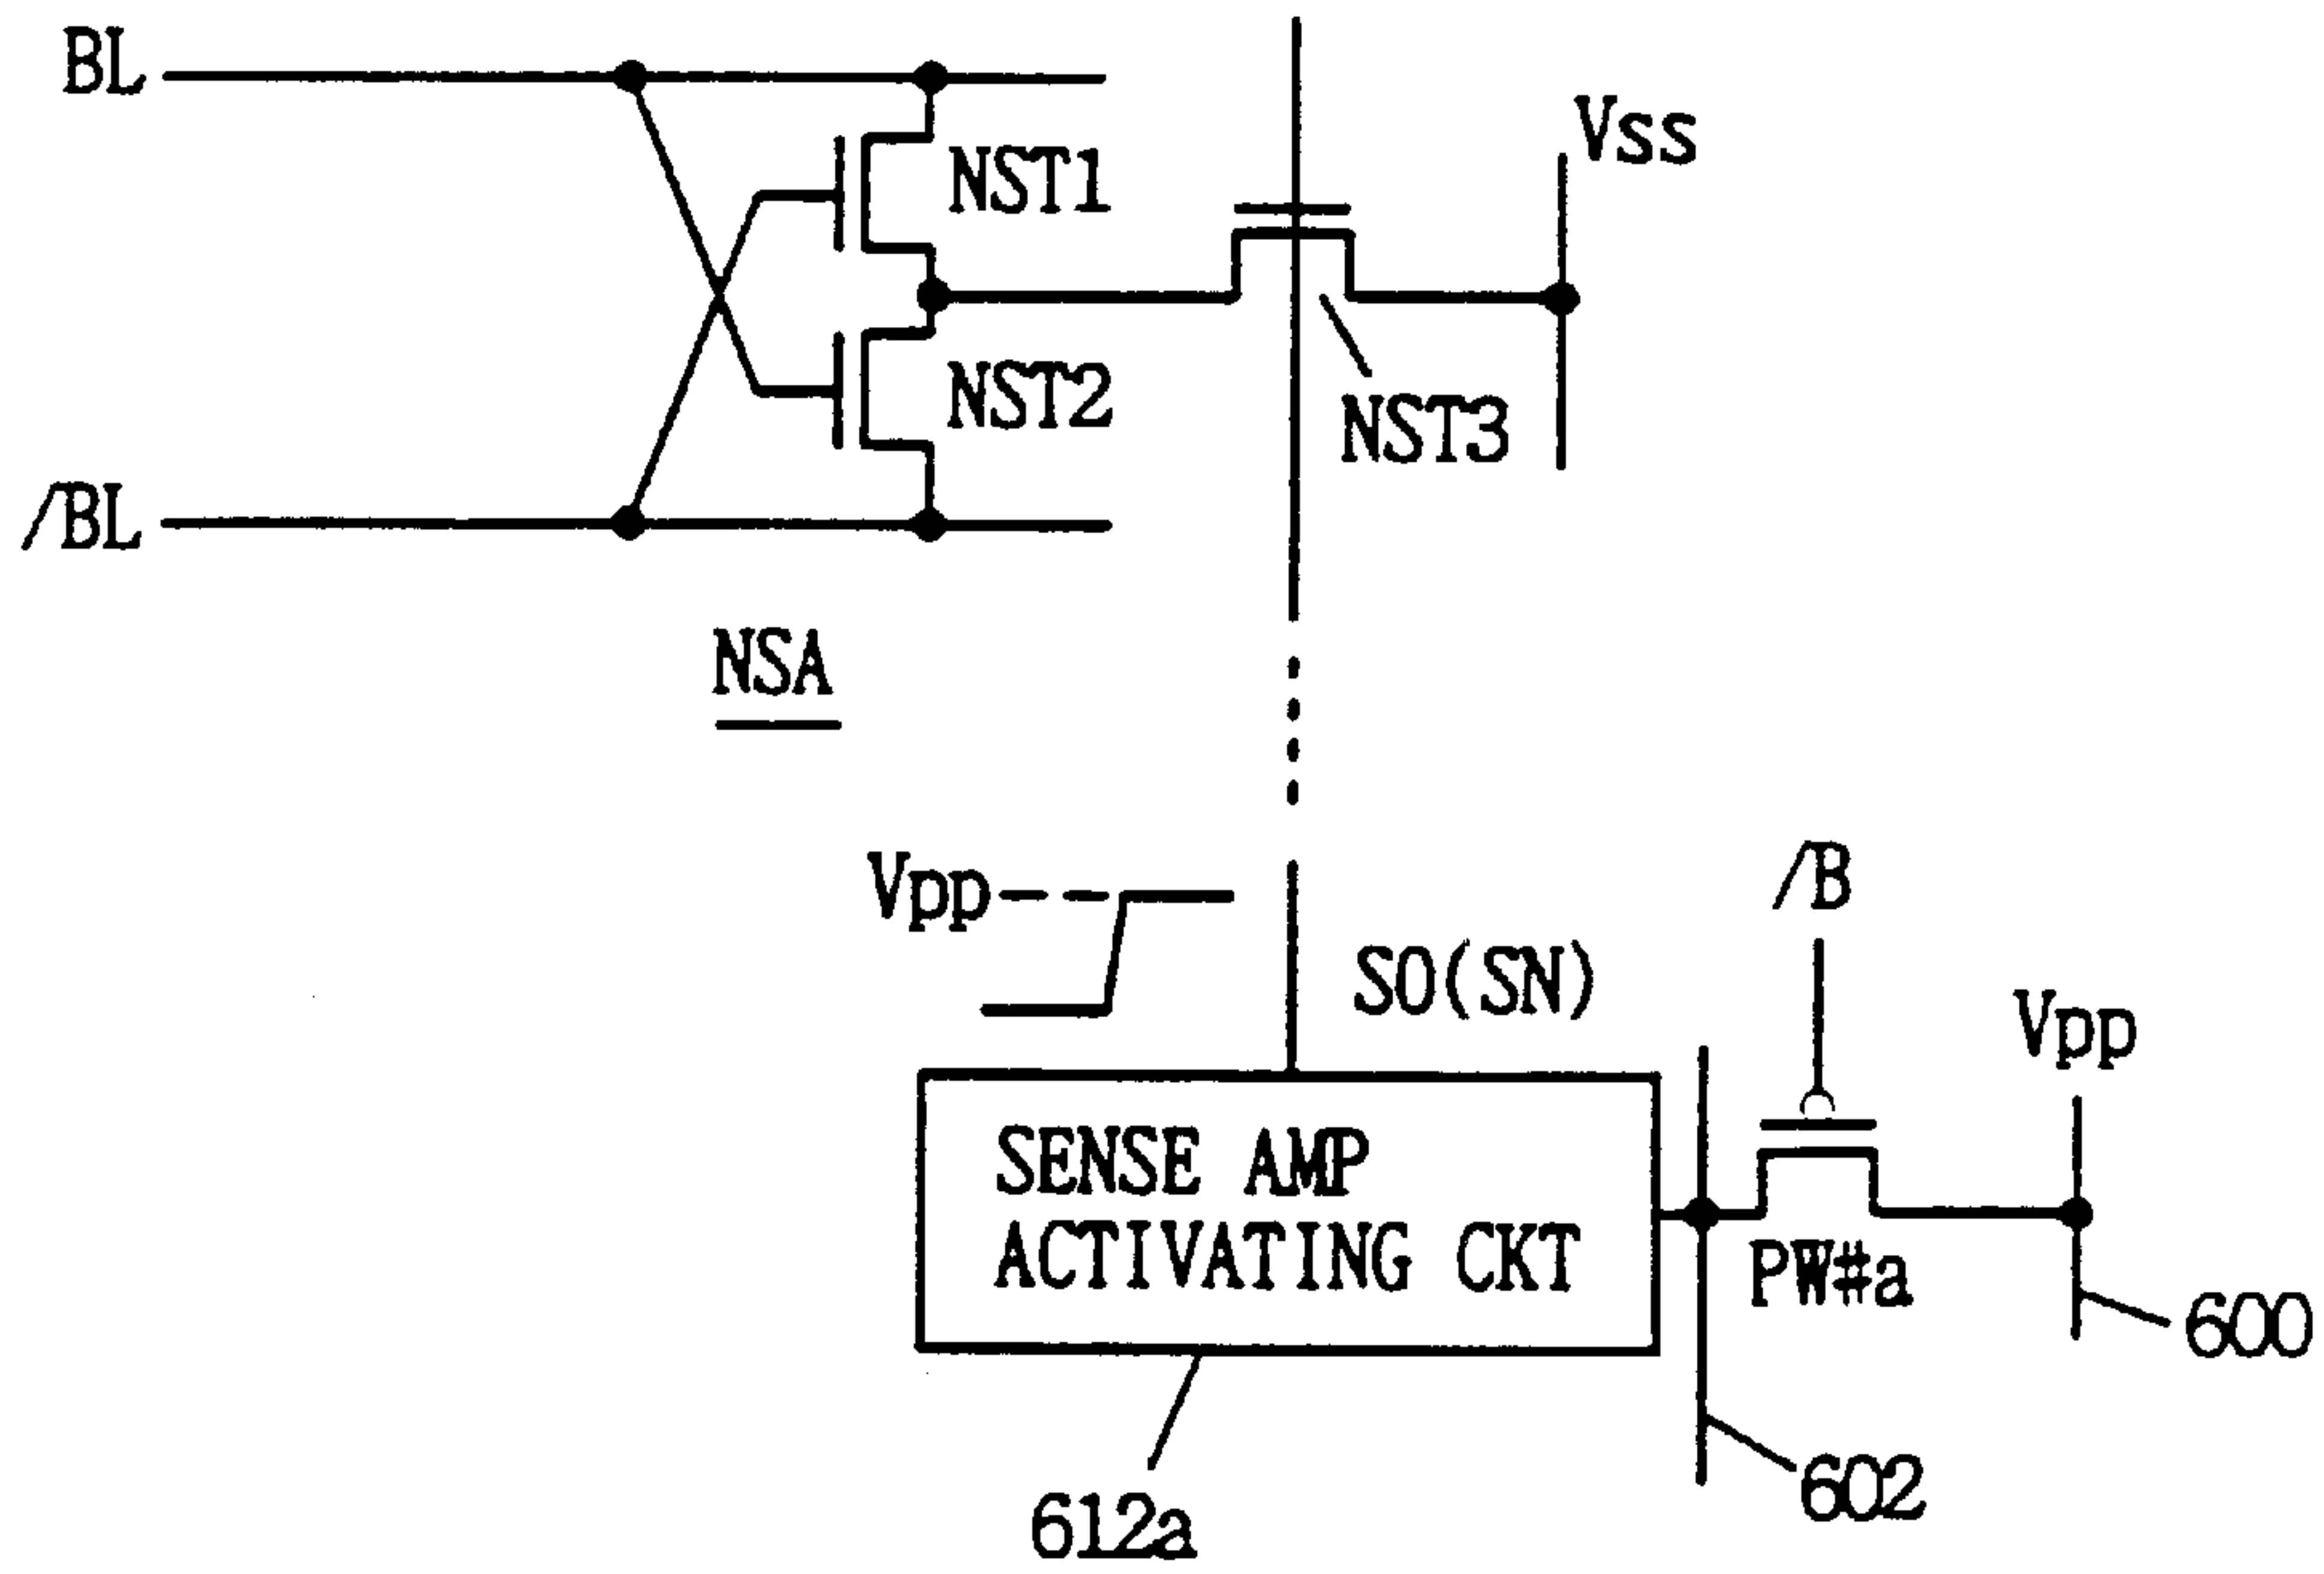 BL
Vss
NST1
NST2
NST3
/BL
NSA
Vpp
/B
SO(SN)
Vpp
SENSE AMP
ACTIVATING CKT
PW#a
600
602
612a